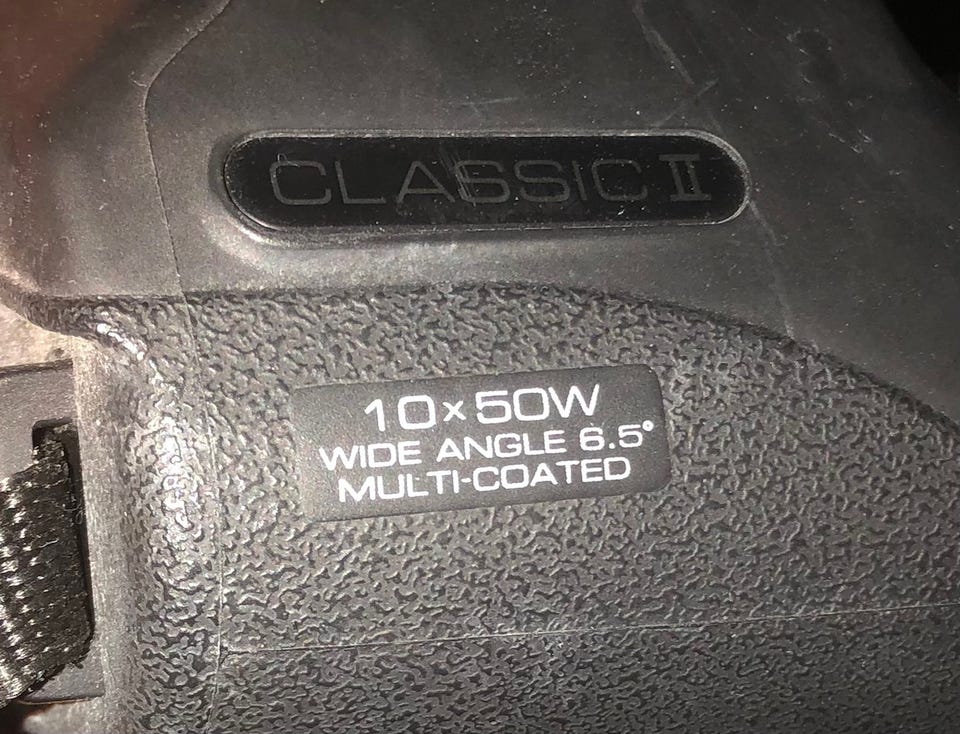 CLASSIC II
10×50W
WIDE ANGLE 6.5°
MULTI-COATED